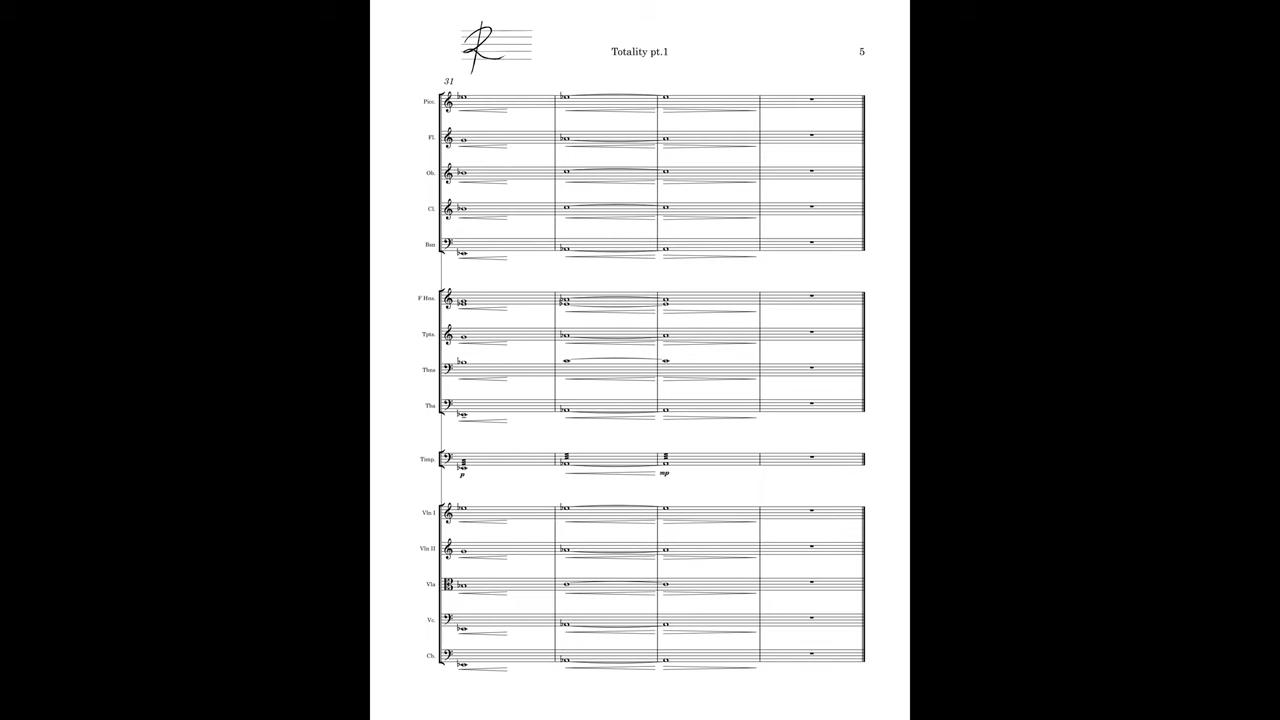 Totality pt.1
5
31
Picc.
Fl.
Ob.
Cl.
Bsn
F Hns.
Tpts.
Tbns
Tba
Timp.
p
mp
Vln I
Vln II
Vla
Vc.
Cb.